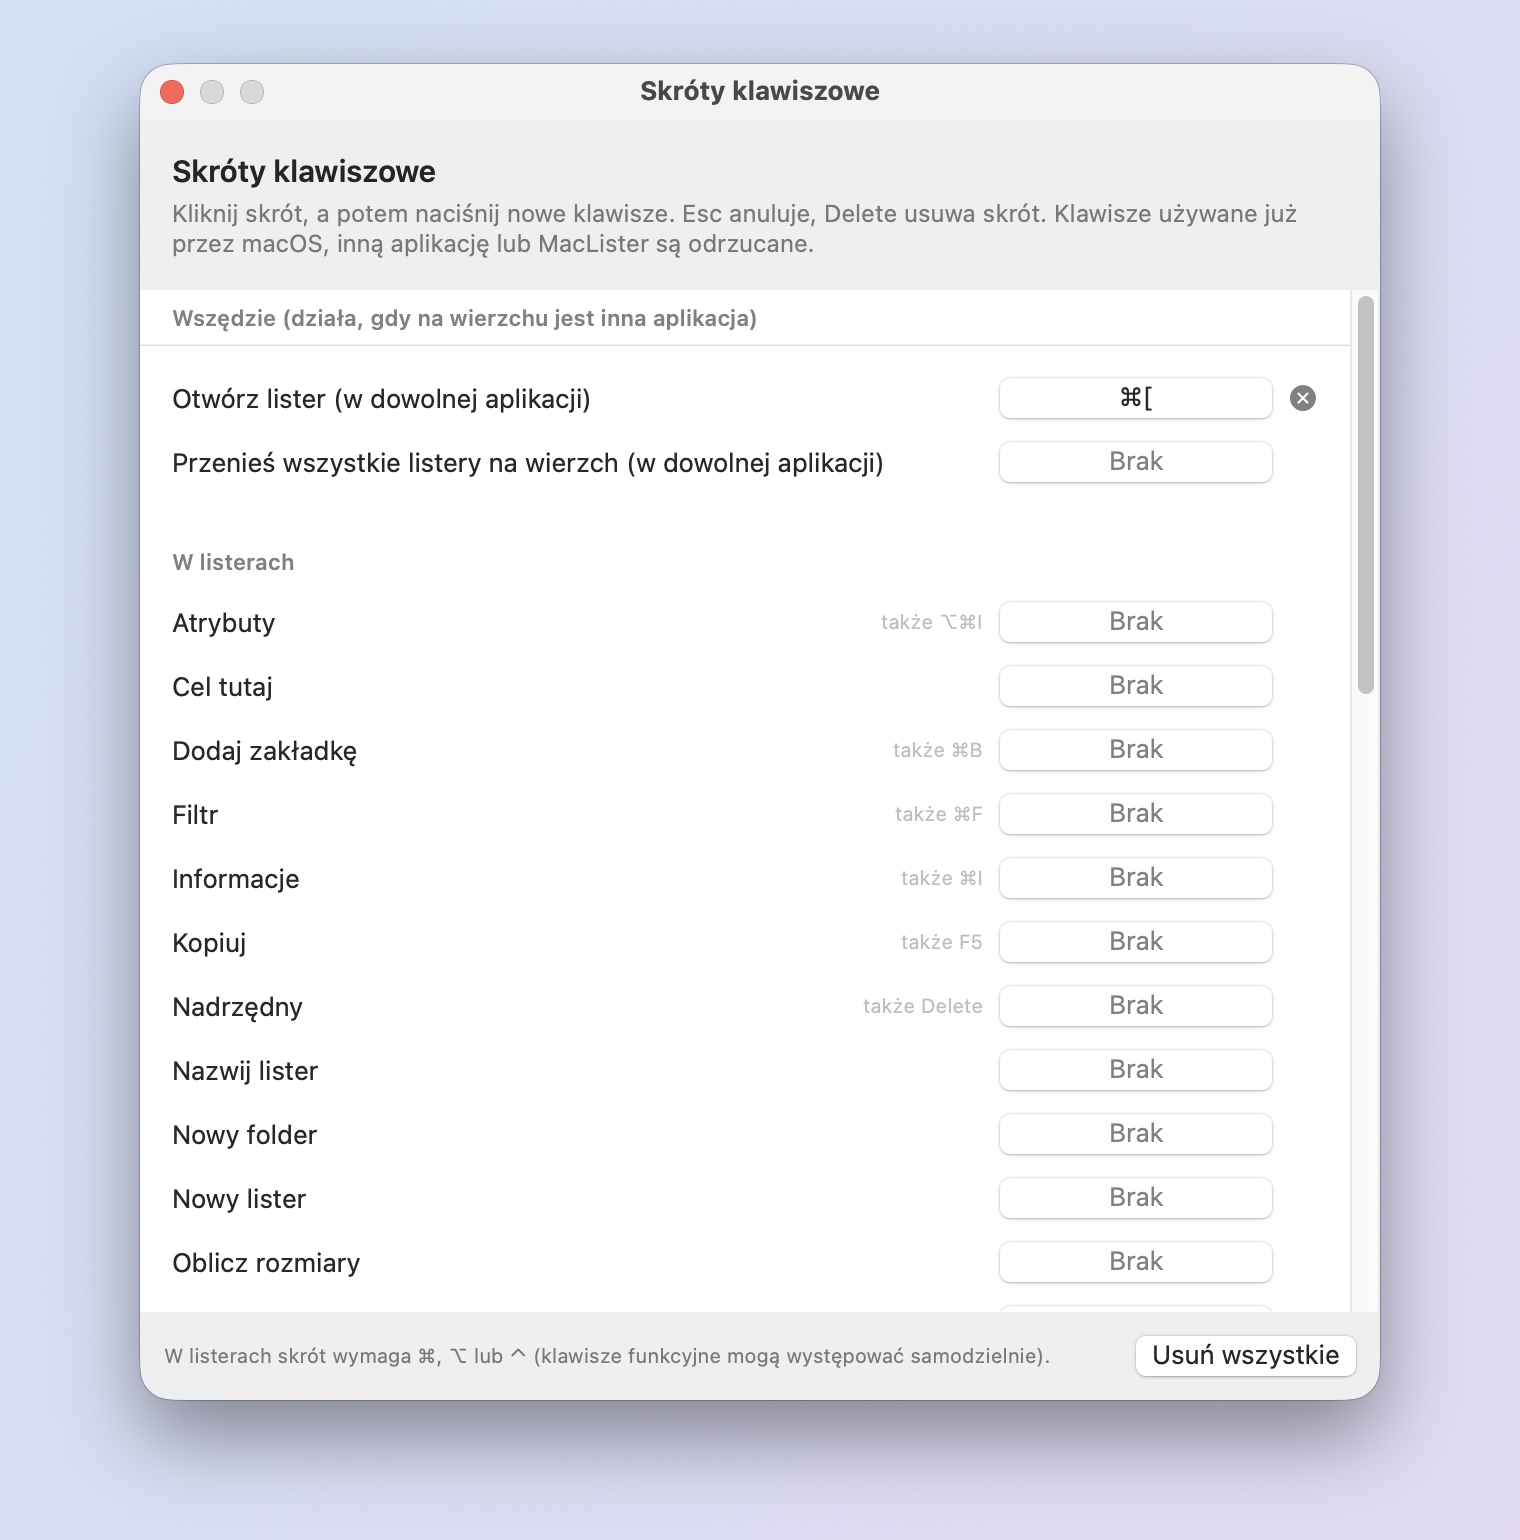 Skróty klawiszowe
Skróty klawiszowe
Kliknij skrót, a potem naciśnij nowe klawisze. Esc anuluje, Delete usuwa skrót. Klawisze używane już
przez macOS, inną aplikację lub MacLister są odrzucane.
Wszędzie (działa, gdy na wierzchu jest inna aplikacja)
Otwórz lister (w dowolnej aplikacji) ⌘[
Przenieś wszystkie listery na wierzch (w dowolnej aplikacji) Brak
W listerach
Atrybuty także ⌥⌘I Brak
Cel tutaj Brak
Dodaj zakładkę także ⌘B Brak
Filtr także ⌘F Brak
Informacje także ⌘I Brak
Kopiuj także F5 Brak
Nadrzędny także Delete Brak
Nazwij lister Brak
Nowy folder Brak
Nowy lister Brak
Oblicz rozmiary Brak
W listerach skrót wymaga ⌘, ⌥ lub ^ (klawisze funkcyjne mogą występować samodzielnie). Usuń wszystkie